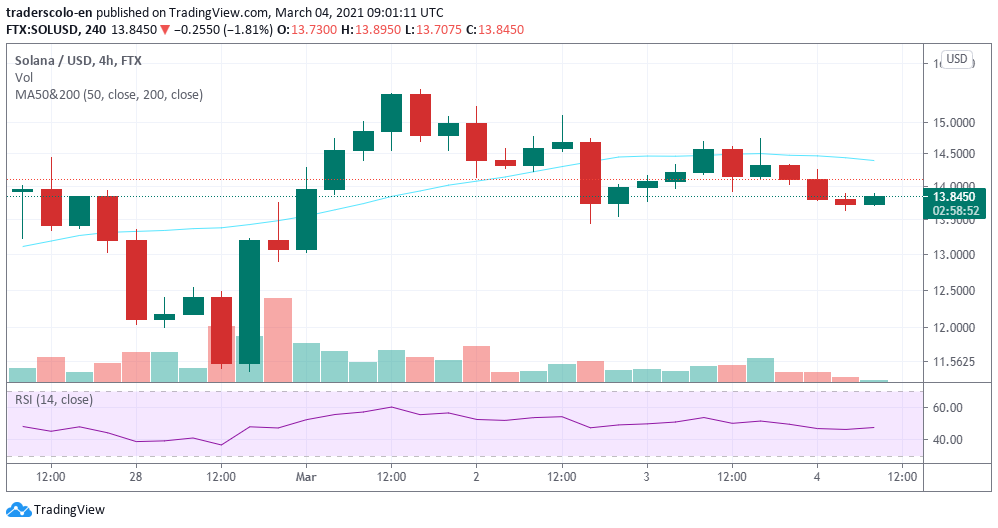 traderscolo-en published on TradingView.com, March 04, 2021 09:01:11 UTC
FTX:SOLUSD, 240 13.8450 ▼ −0.2550 (−1.81%) O:13.7300 H:13.8950 L:13.7075 C:13.8450
Solana / USD, 4h, FTX
USD
Vol
MA50&200 (50, close, 200, close)
15.0000
14.5000
14.0000
13.8450
02:58:52
13.5000
13.0000
12.5000
12.0000
11.5625
RSI (14, close)
60.00
40.00
12:00 28 12:00 Mar 12:00 2 12:00 3 12:00 4 12:00
TradingView